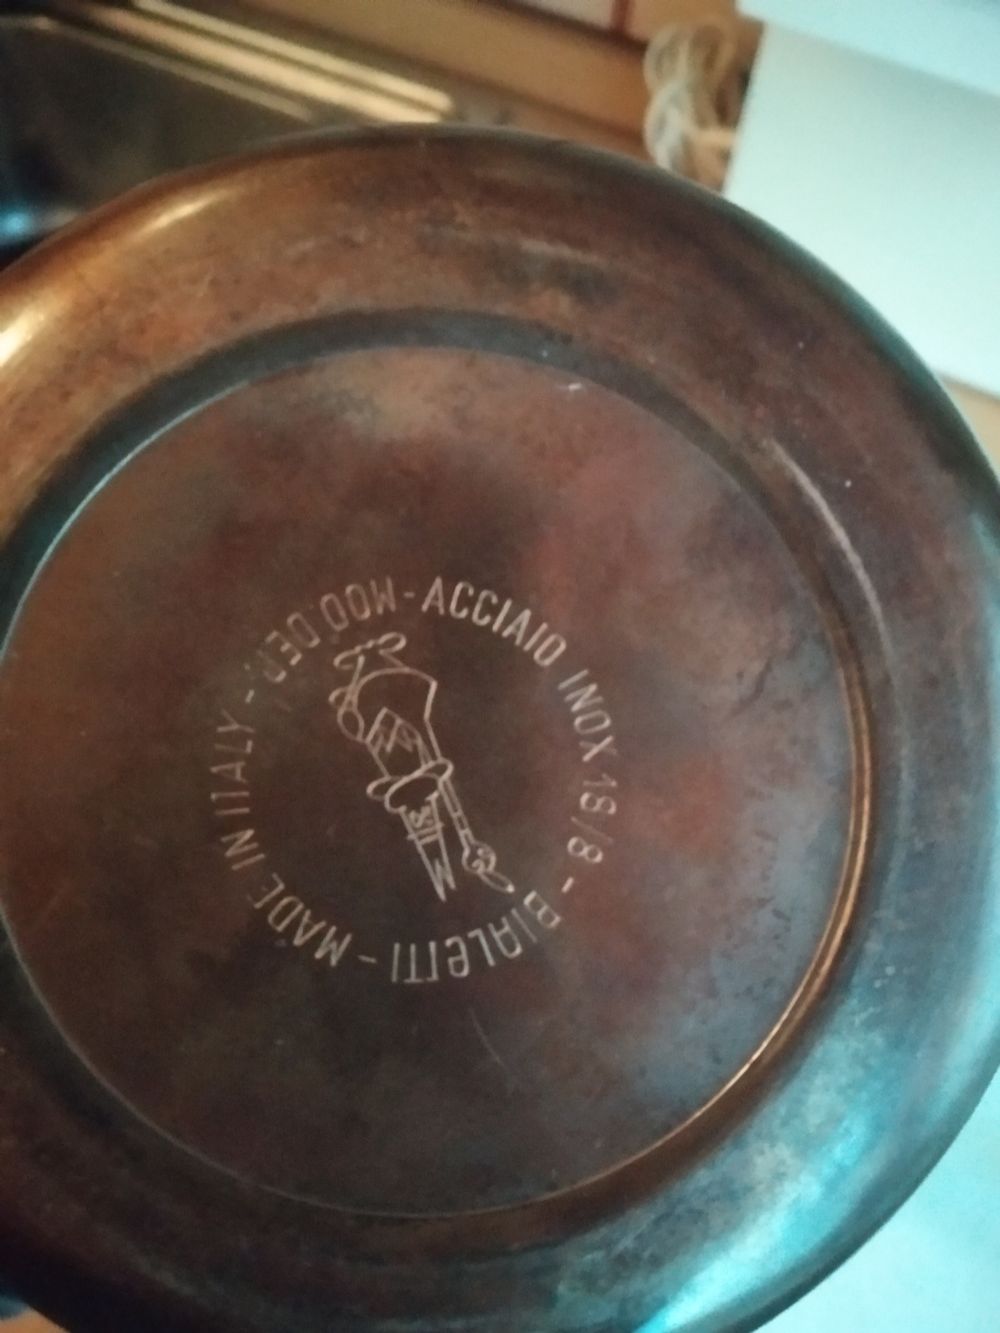 ACCIAIO INOX 18/8 - BIALETTI - MADE IN ITALY - MOD. DEP. -